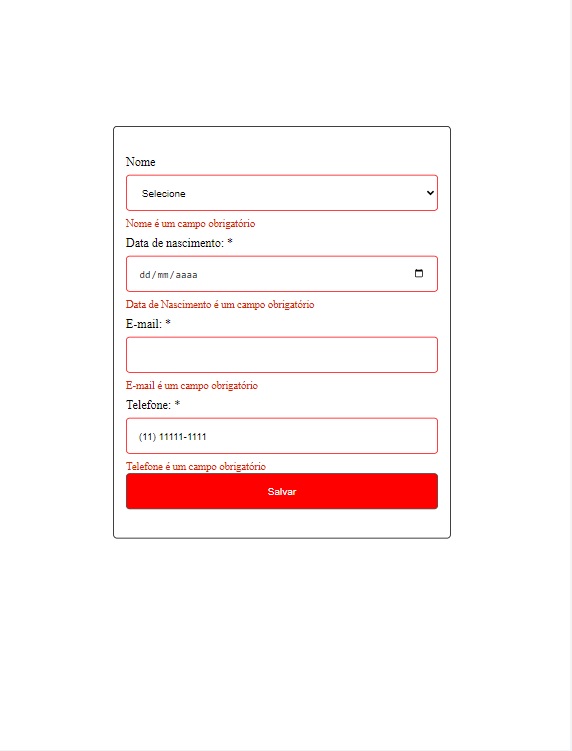 Nome
Selecione
Nome é um campo obrigatório
Data de nascimento: *
dd/mm/aaaa
Data de Nascimento é um campo obrigatório
E-mail: *
E-mail é um campo obrigatório
Telefone: *
(11) 11111-1111
Telefone é um campo obrigatório
Salvar